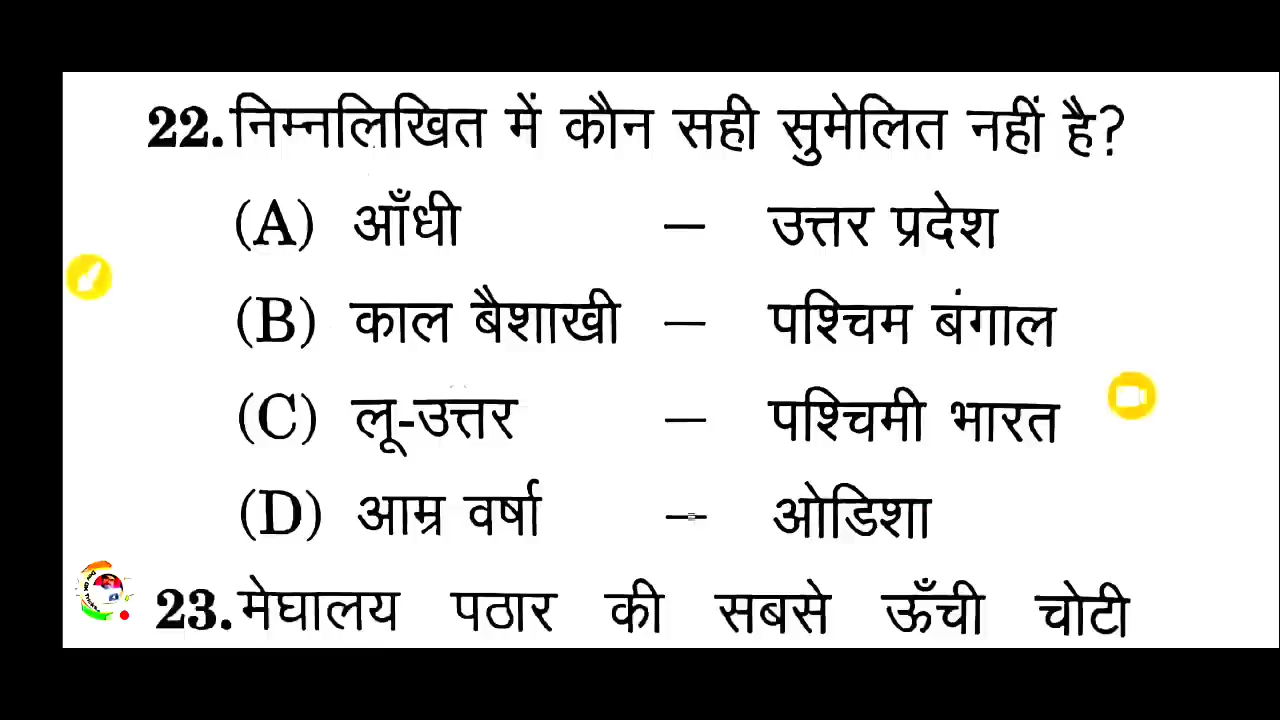 22. निम्नलिखित में कौन सही सुमेलित नहीं है?
(A) आँधी – उत्तर प्रदेश
(B) काल बैशाखी – पश्चिम बंगाल
(C) लू-उत्तर – पश्चिमी भारत
(D) आम्र वर्षा – ओडिशा
23. मेघालय पठार की सबसे ऊँची चोटी